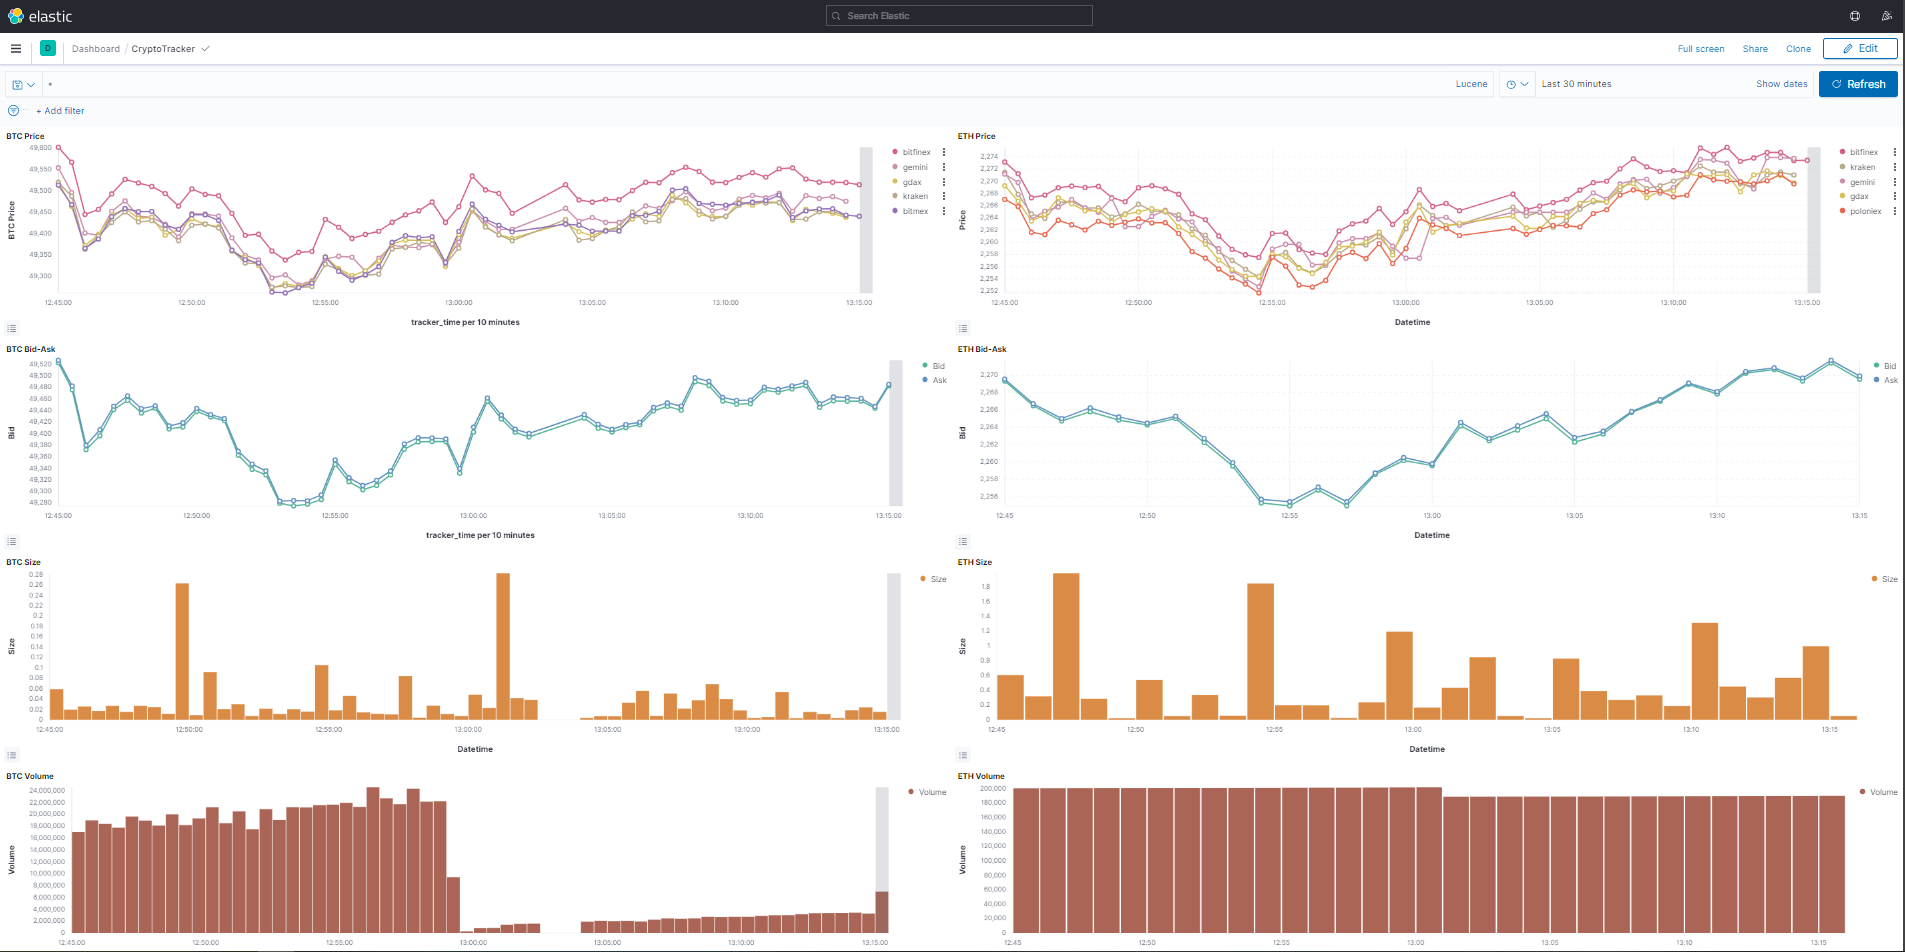 elastic
Search Elastic
D Dashboard / CryptoTracker
Full screen Share Clone Edit
*
Lucene
Last 30 minutes
Show dates
Refresh
+ Add filter
BTC Price
49,600
49,550
49,500
49,450
49,400
49,350
49,300
BTC Price
12:45:00 12:50:00 12:55:00 13:00:00 13:05:00 13:10:00 13:15:00
tracker_time per 10 minutes
bitfinex
gemini
gdax
kraken
bitmex
ETH Price
2,274
2,272
2,270
2,268
2,266
2,264
2,262
2,260
2,258
2,256
2,254
2,252
Price
12:45:00 12:50:00 12:55:00 13:00:00 13:05:00 13:10:00 13:15:00
Datetime
bitfinex
kraken
gemini
gdax
poloniex
BTC Bid-Ask
49,520
49,500
49,480
49,460
49,440
49,420
49,400
49,380
49,360
49,340
49,320
49,300
49,280
Bid
12:45:00 12:50:00 12:55:00 13:00:00 13:05:00 13:10:00 13:15:00
tracker_time per 10 minutes
Bid
Ask
ETH Bid-Ask
2,270
2,268
2,266
2,264
2,262
2,260
2,258
2,256
Bid
12:45 12:50 12:55 13:00 13:05 13:10 13:15
Datetime
Bid
Ask
BTC Size
0.28
0.26
0.24
0.22
0.2
0.18
0.16
0.14
0.12
0.1
0.08
0.06
0.04
0.02
0
Size
12:45:00 12:50:00 12:55:00 13:00:00 13:05:00 13:10:00 13:15:00
Datetime
Size
ETH Size
1.8
1.6
1.4
1.2
1
0.8
0.6
0.4
0.2
0
Size
12:45 12:50 12:55 13:00 13:05 13:10 13:15
Datetime
Size
BTC Volume
24,000,000
22,000,000
20,000,000
18,000,000
16,000,000
14,000,000
12,000,000
10,000,000
8,000,000
6,000,000
4,000,000
2,000,000
0
Volume
12:45:00 12:50:00 12:55:00 13:00:00 13:05:00 13:10:00 13:15:00
Volume
ETH Volume
200,000
180,000
160,000
140,000
120,000
100,000
80,000
60,000
40,000
20,000
0
Volume
12:45 12:50 12:55 13:00 13:05 13:10 13:15
Volume